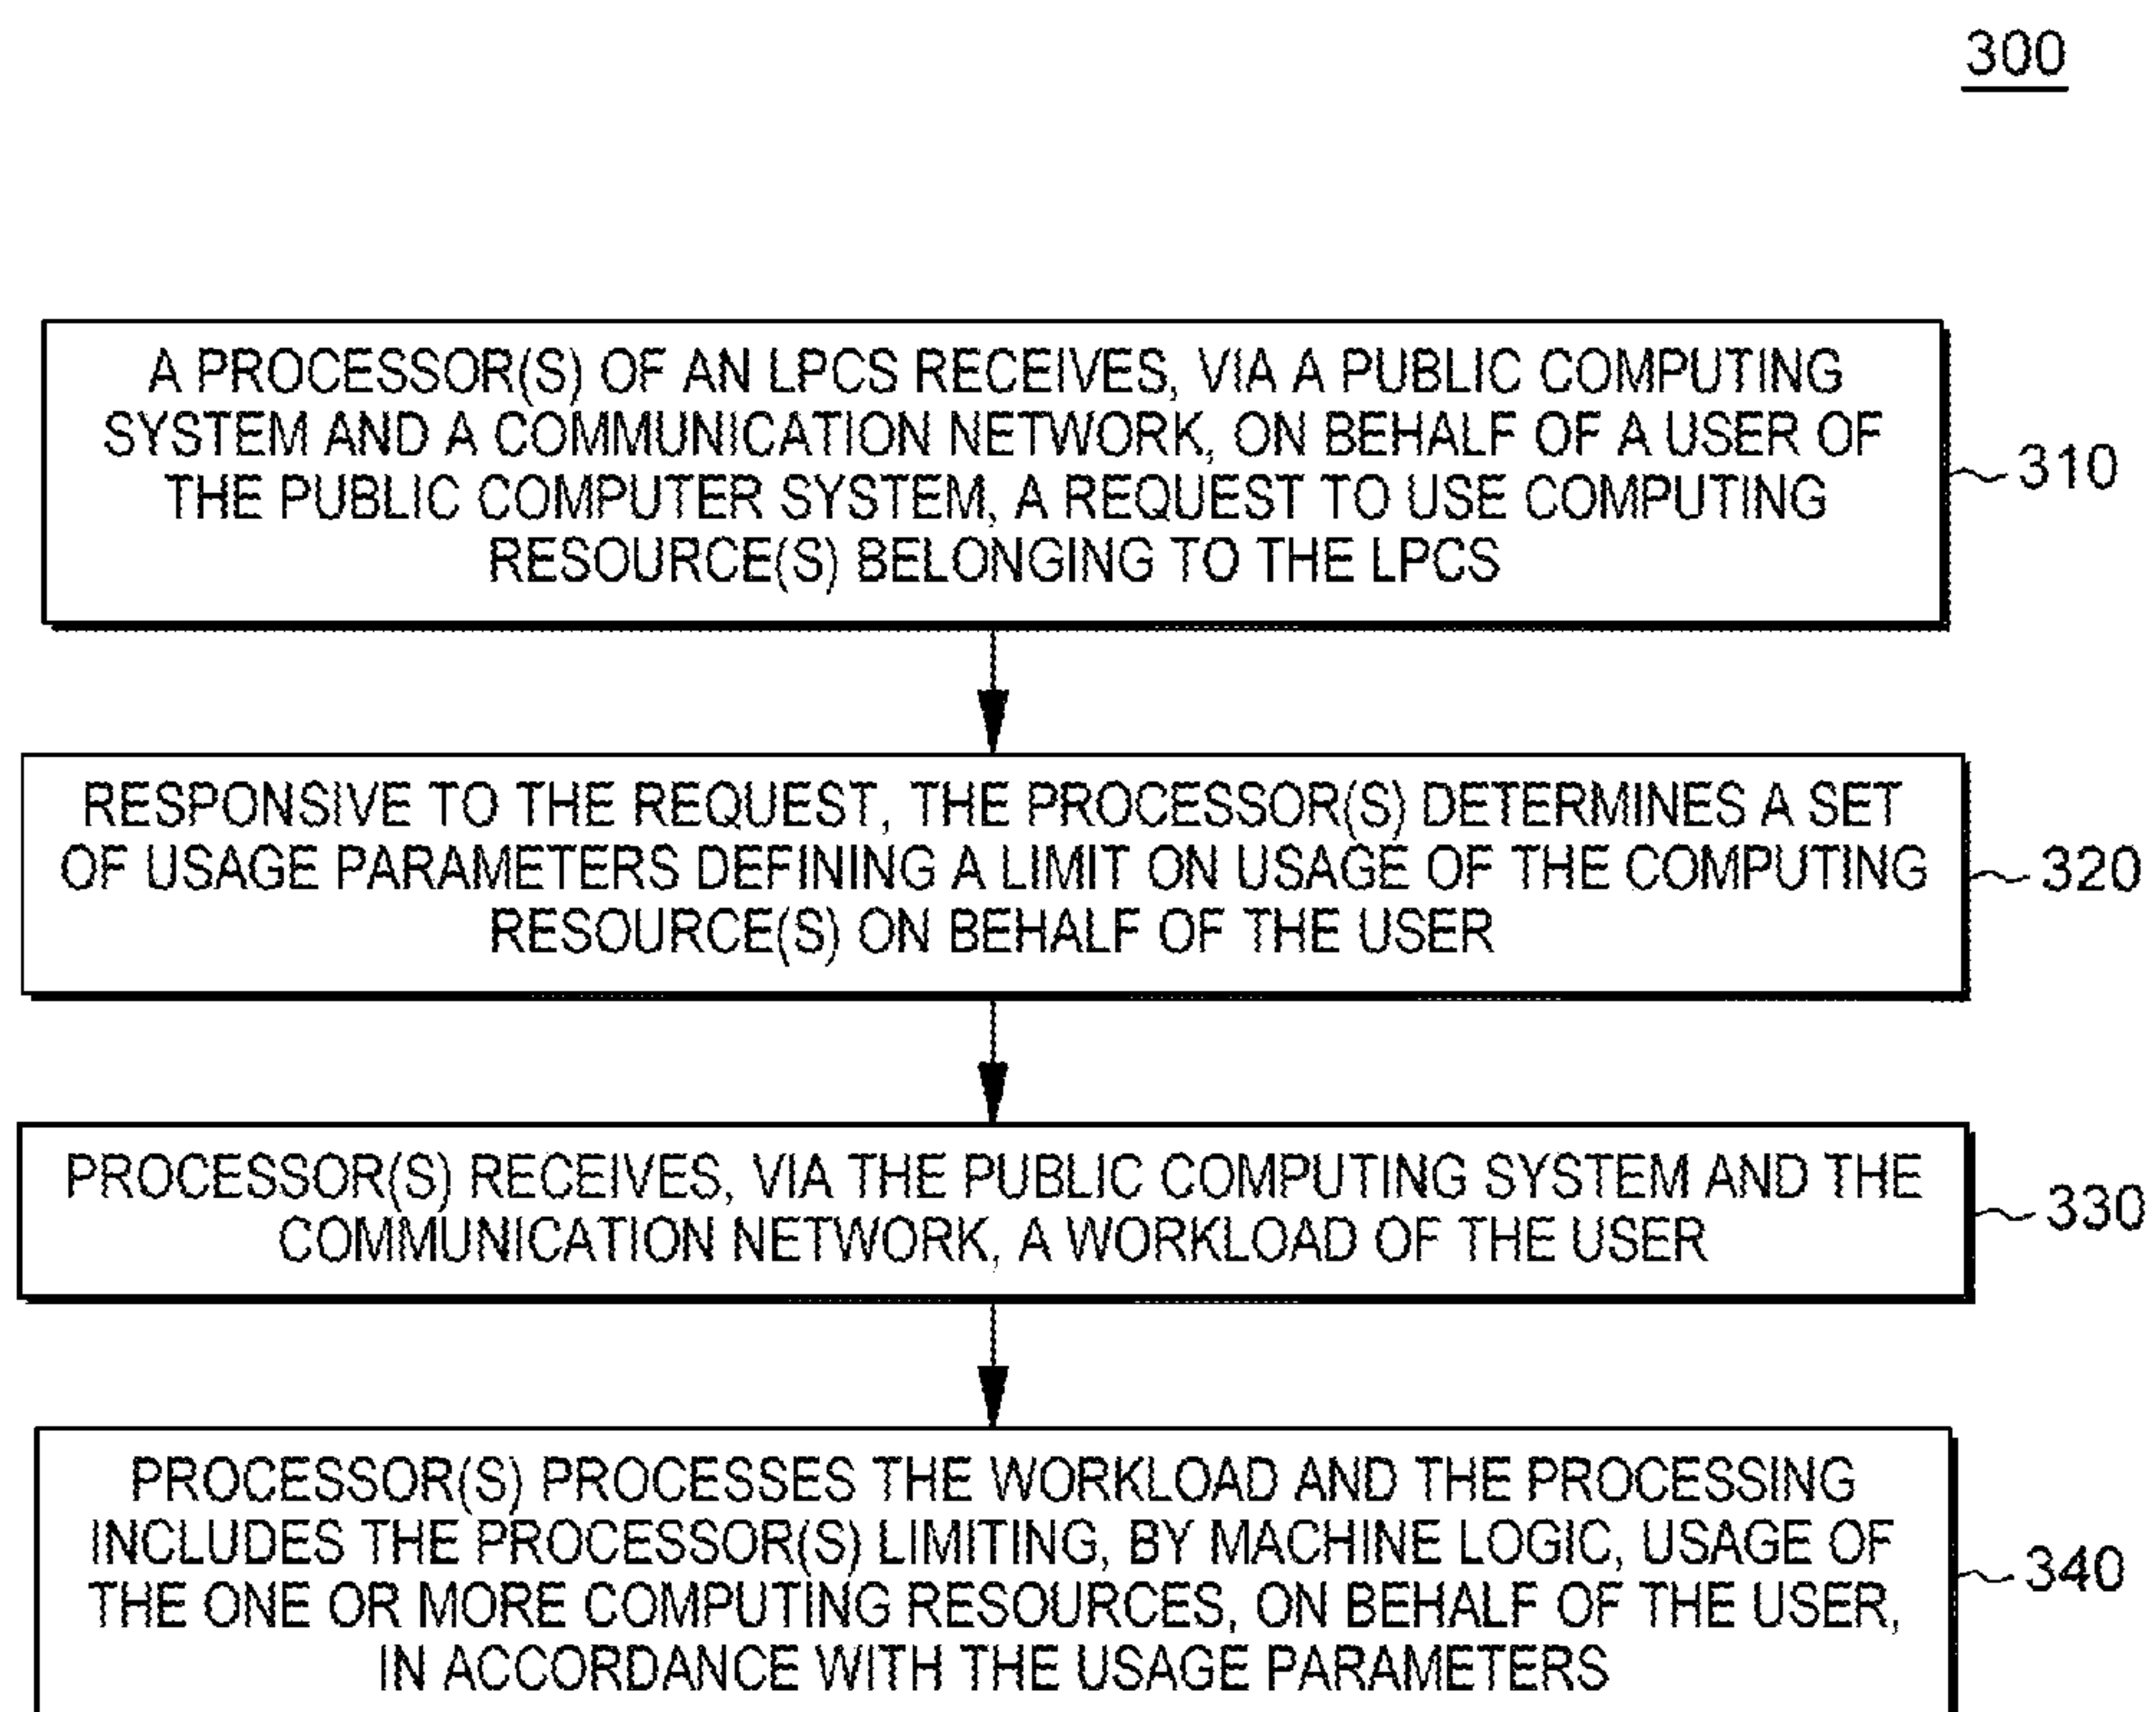 300
A PROCESSOR(S) OF AN LPCS RECEIVES, VIA A PUBLIC COMPUTING
SYSTEM AND A COMMUNICATION NETWORK, ON BEHALF OF A USER OF
THE PUBLIC COMPUTER SYSTEM, A REQUEST TO USE COMPUTING
RESOURCE(S) BELONGING TO THE LPCS
310
RESPONSIVE TO THE REQUEST, THE PROCESSOR(S) DETERMINES A SET
OF USAGE PARAMETERS DEFINING A LIMIT ON USAGE OF THE COMPUTING
RESOURCE(S) ON BEHALF OF THE USER
320
PROCESSOR(S) RECEIVES, VIA THE PUBLIC COMPUTING SYSTEM AND THE
COMMUNICATION NETWORK, A WORKLOAD OF THE USER
330
PROCESSOR(S) PROCESSES THE WORKLOAD AND THE PROCESSING
INCLUDES THE PROCESSOR(S) LIMITING, BY MACHINE LOGIC, USAGE OF
THE ONE OR MORE COMPUTING RESOURCES, ON BEHALF OF THE USER,
IN ACCORDANCE WITH THE USAGE PARAMETERS
340